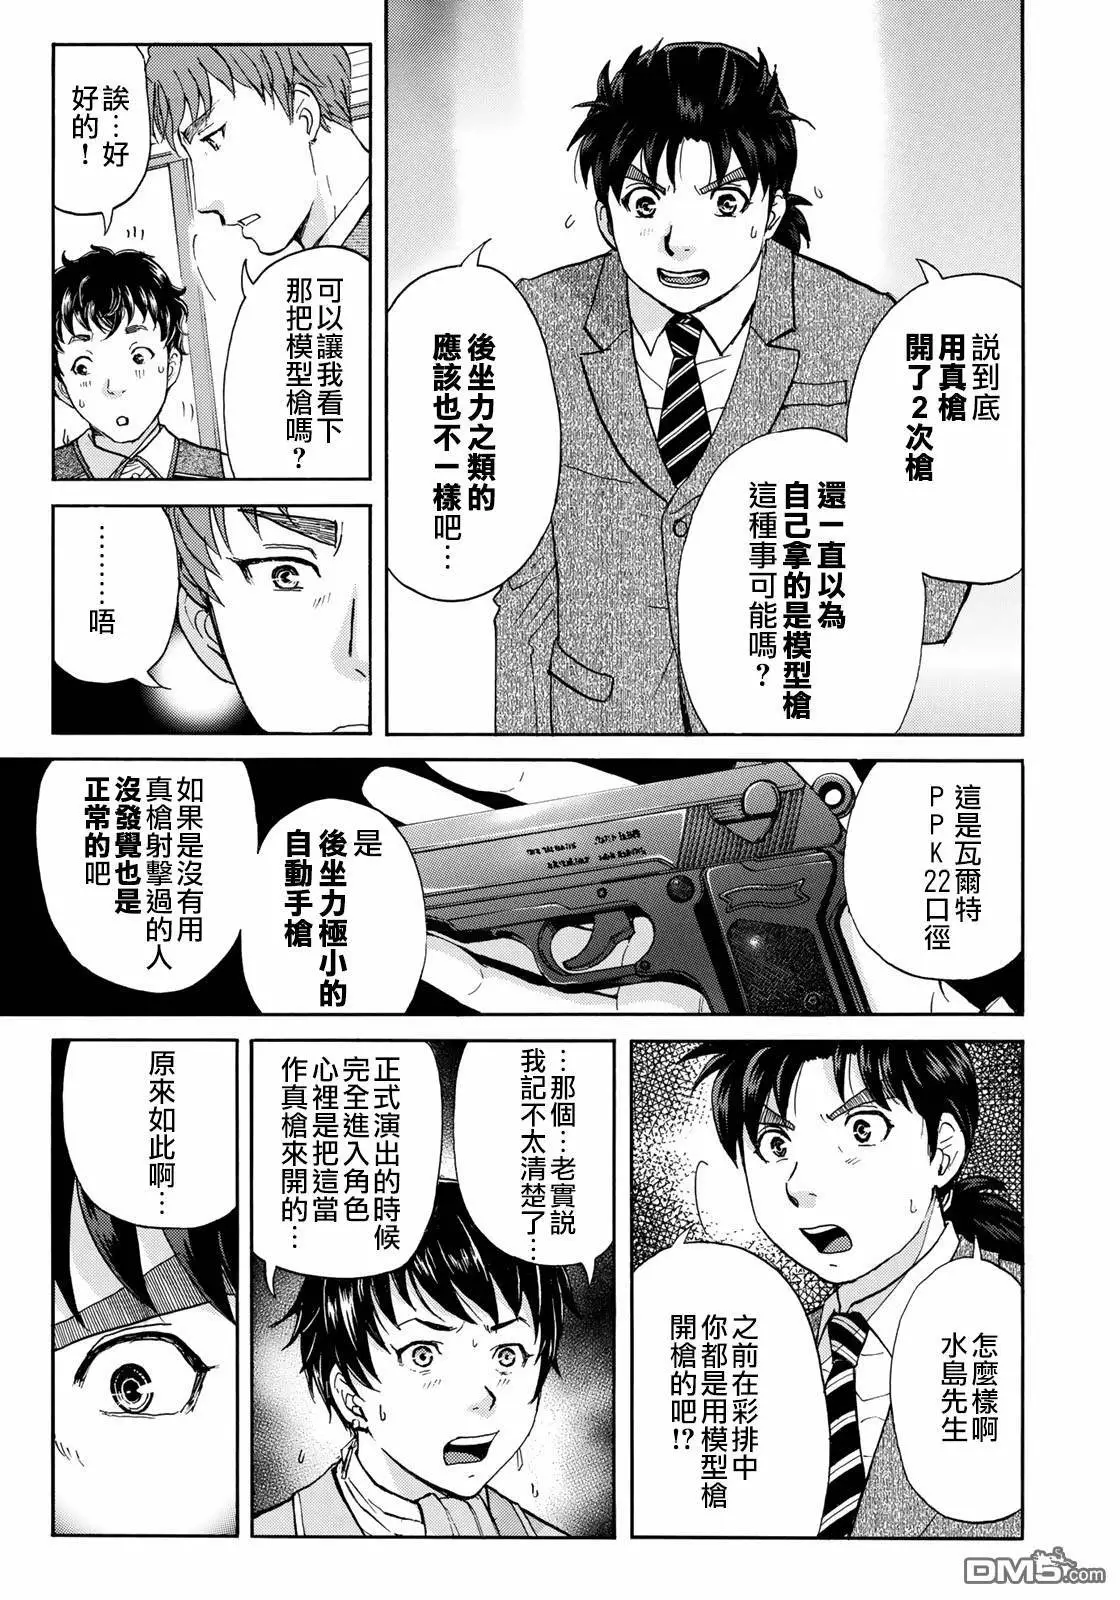 説到底
用真槍
開了2次槍
還一直以為
自己拿的是模型槍
這種事可能嗎?
後坐力之類的
應該也不一樣吧…
誒…好
好的!
可以讓我看下
那把模型槍嗎?
………
唔
這是瓦爾特
PPK22口徑
是
後坐力極小的
自動手槍
如果是沒有用
真槍射擊過的人
沒發覺也是
正常的吧
怎麼樣啊
水島先生
之前在彩排中
你都是用模型槍
開槍的吧!?
…那個…老實說
我記不太清楚了…
正式演出的時候
完全進入角色
心裡是把這當
作真槍來開的…
原來如此啊…
DM5.com